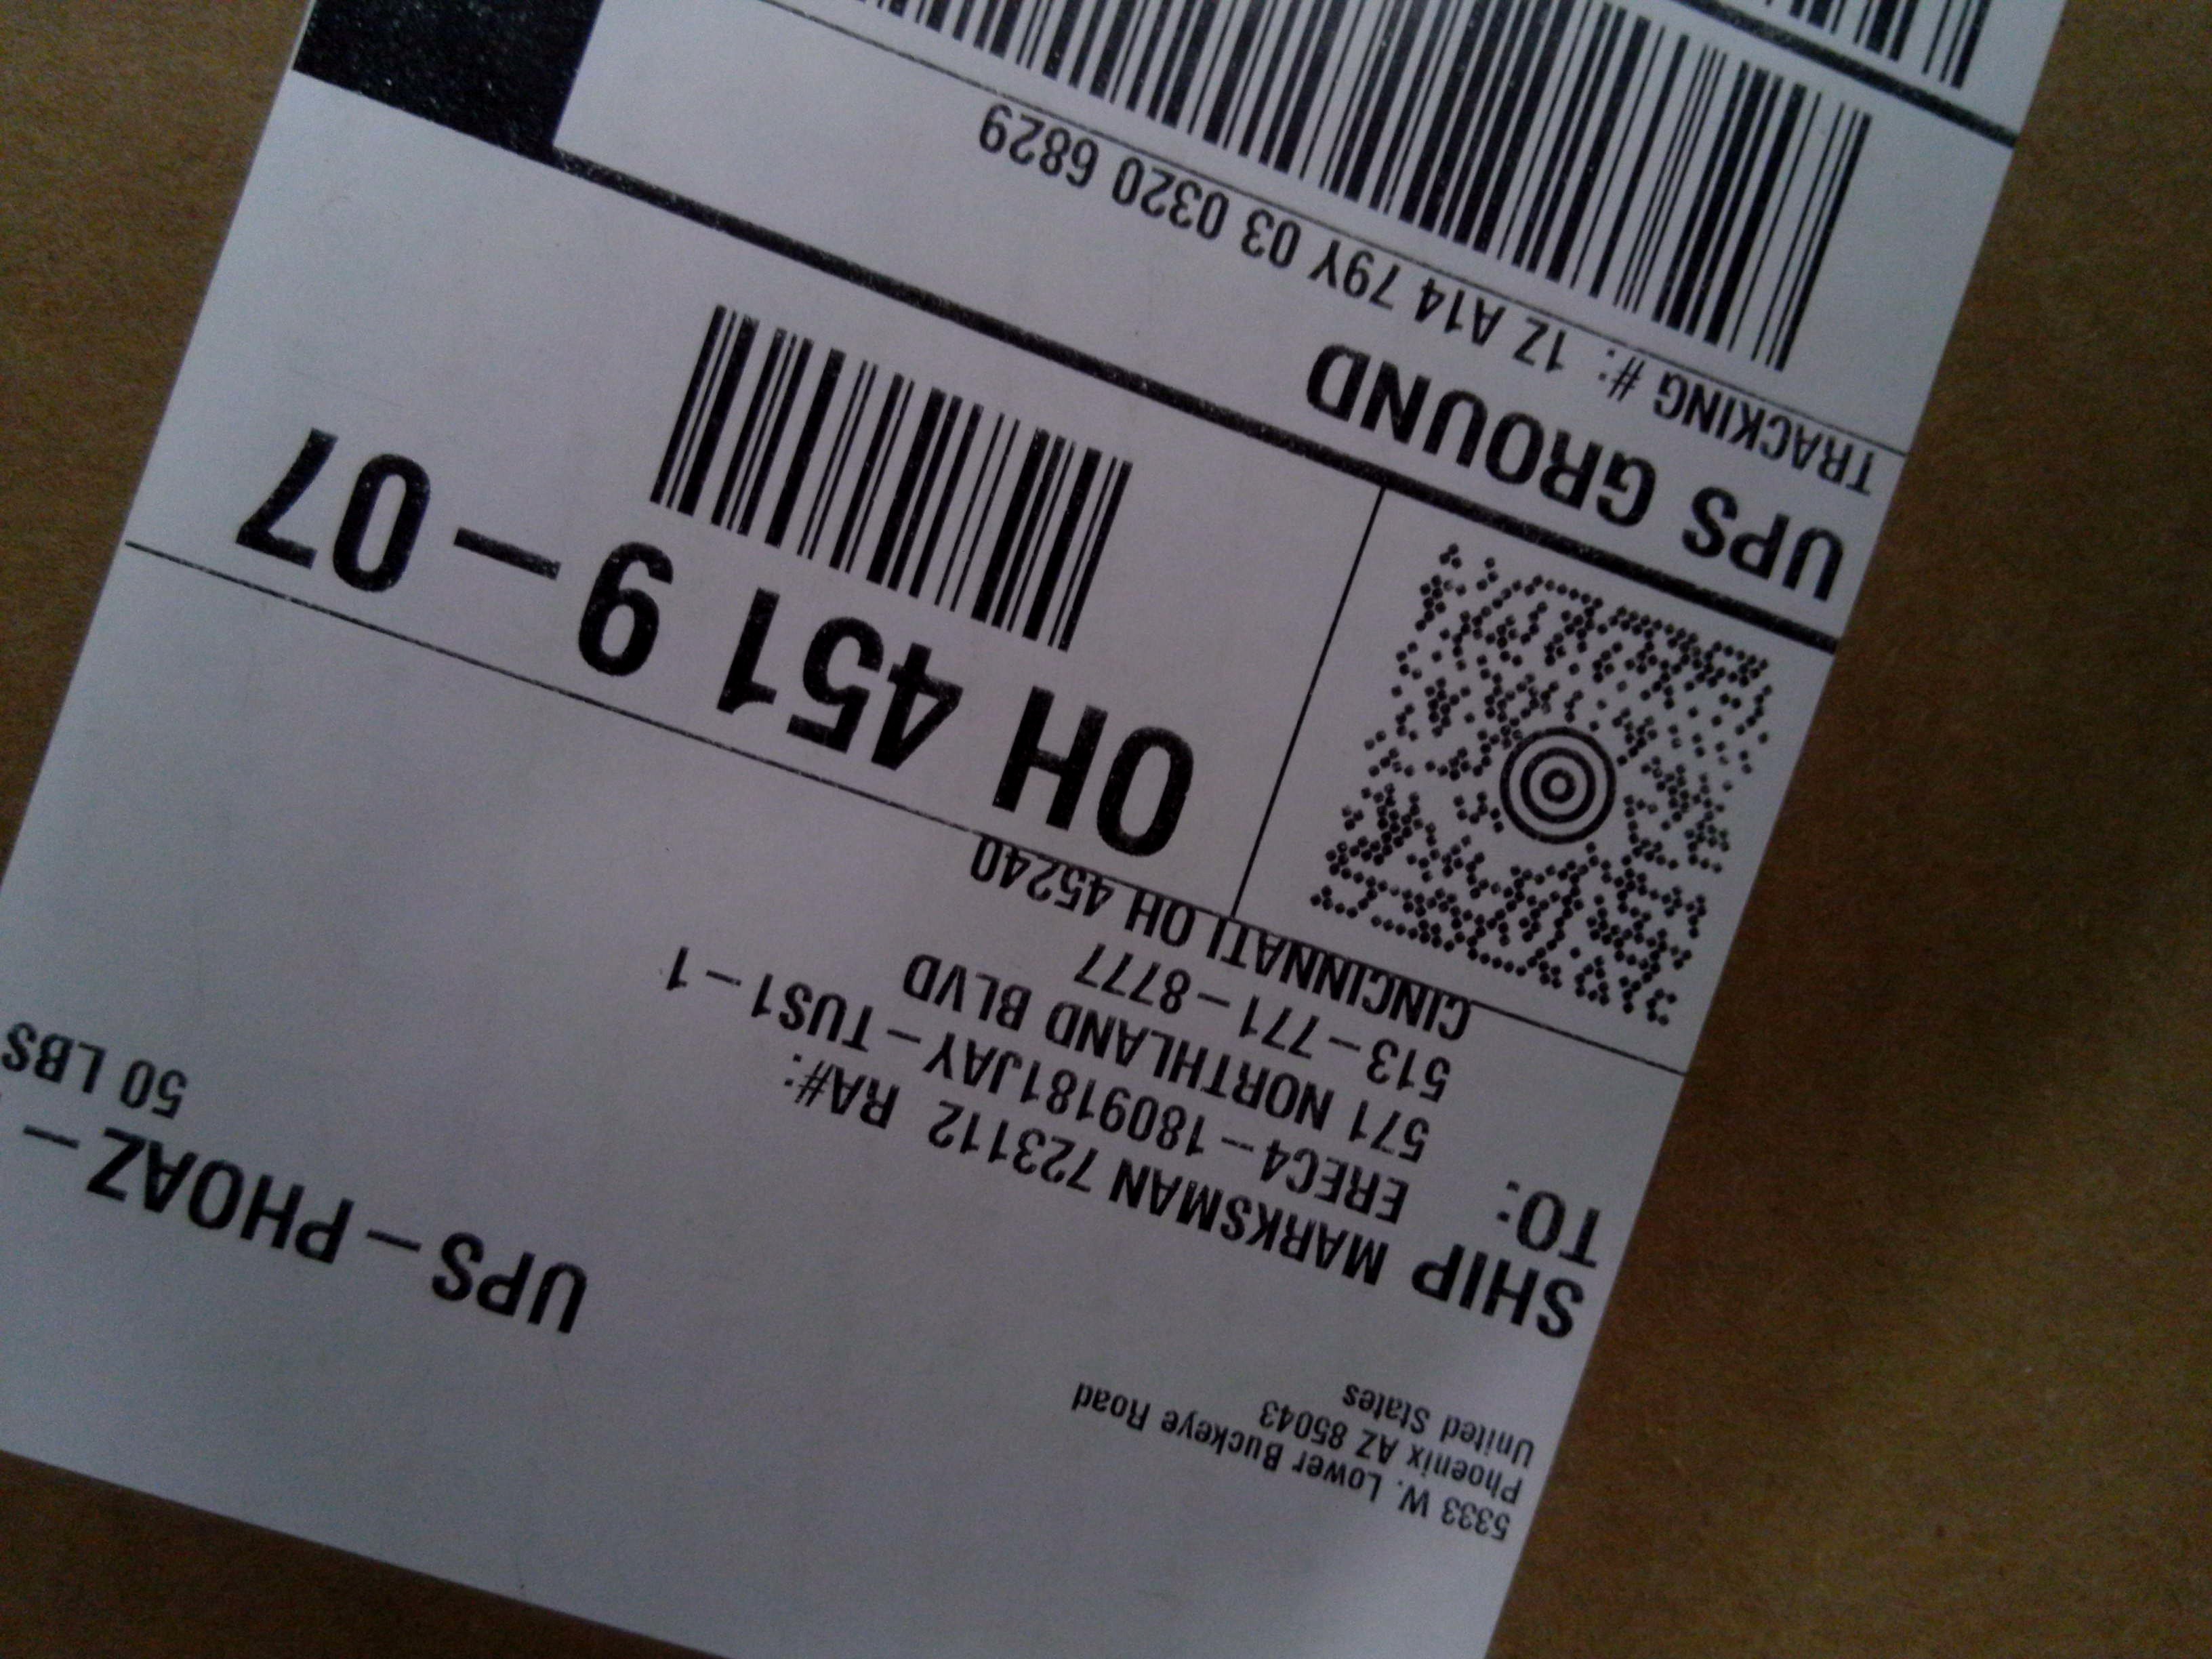 5333 W. Lower Buckeye Road
Phoenix AZ 85043
United States
UPS-PHOAZ-
50 LBS
SHIP TO:
MARKSMAN 723112 RA#:
EREC4-1809181JAY-TUS1-1
571 NORTHLAND BLVD
513-771-8777
CINCINNATI OH 45240
OH 451 9-07
UPS GROUND
TRACKING #: 1Z A14 79Y 03 0320 6829